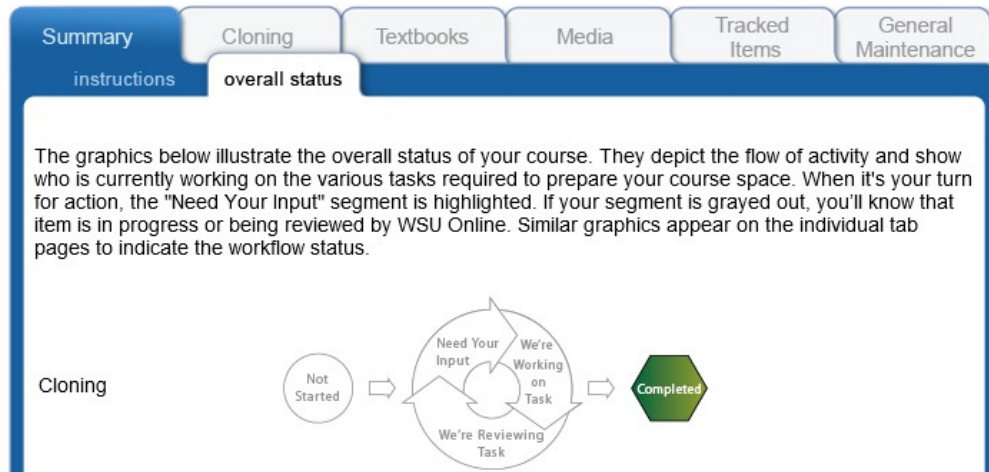 Summary
Cloning
Textbooks
Media
Tracked
Items
General
Maintenance
instructions
overall status
The graphics below illustrate the overall status of your course. They depict the flow of activity and show
who is currently working on the various tasks required to prepare your course space. When it's your turn
for action, the "Need Your Input" segment is highlighted. If your segment is grayed out, you'll know that
item is in progress or being reviewed by WSU Online. Similar graphics appear on the individual tab
pages to indicate the workflow status.
Cloning
Not
Started
Need Your
Input
We're
Working
on
Task
We're Reviewing
Task
Completed